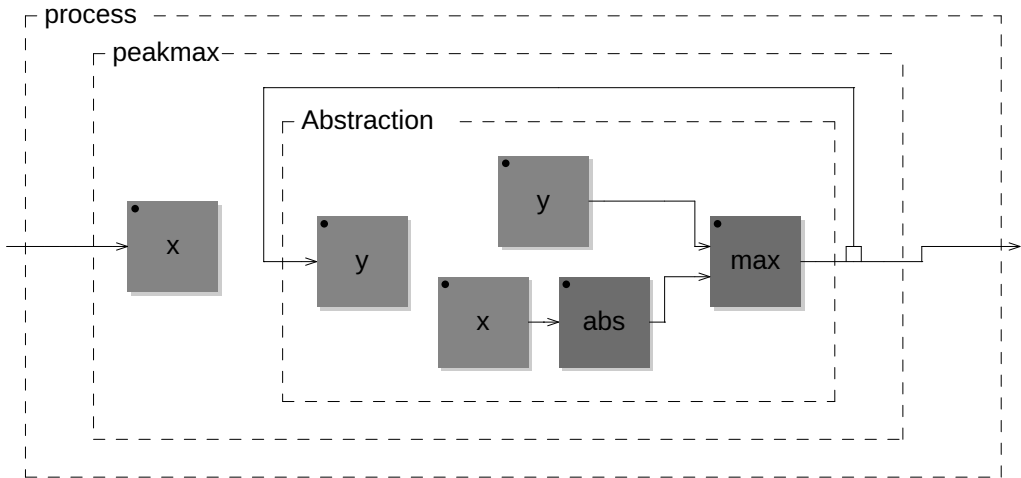 process
peakmax
Abstraction
y
x
y
max
x
abs